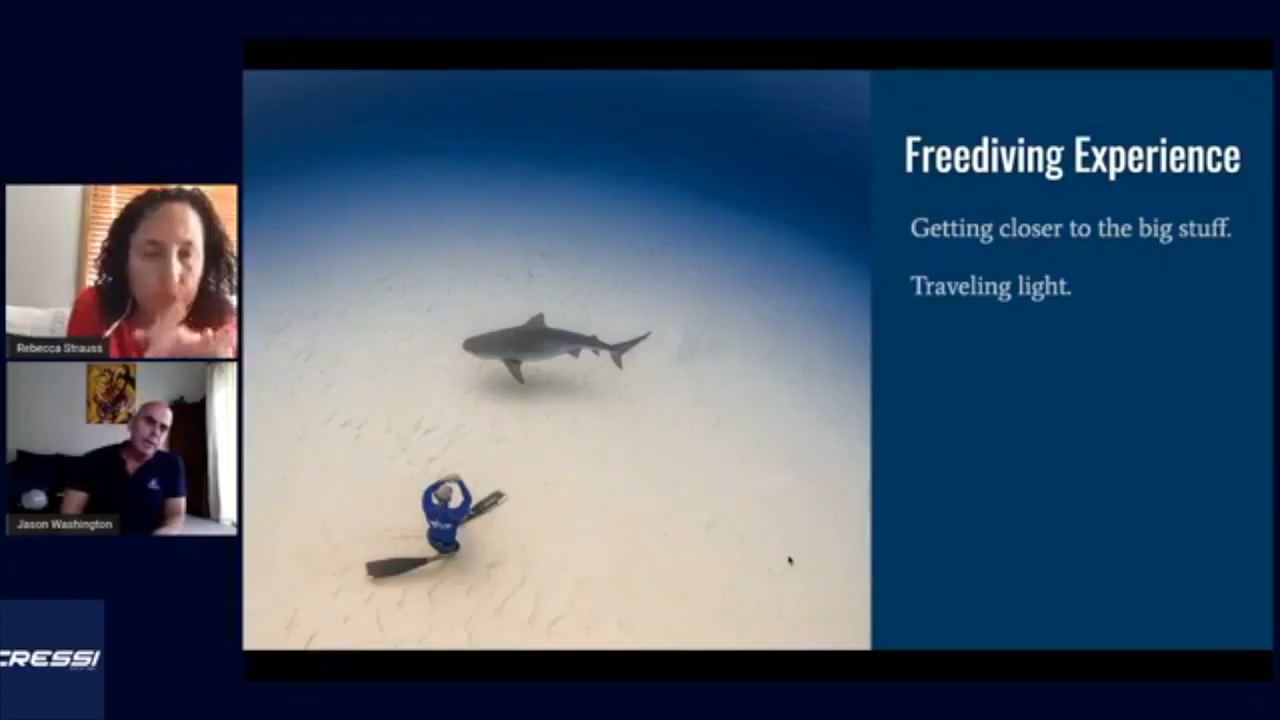 Freediving Experience
Getting closer to the big stuff.
Traveling light.
Rebecca Strauss
Jason Washington
CRESSI